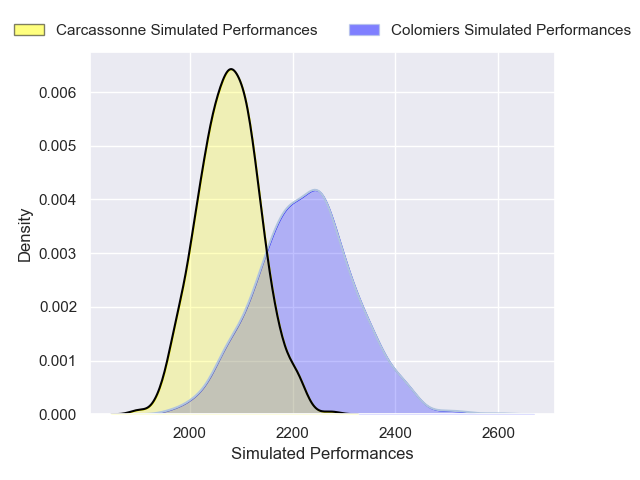 Carcassonne Simulated Performances
Colomiers Simulated Performances
0.006
0.005
0.004
0.003
0.002
0.001
0.000
Density
2000 2200 2400 2600
Simulated Performances